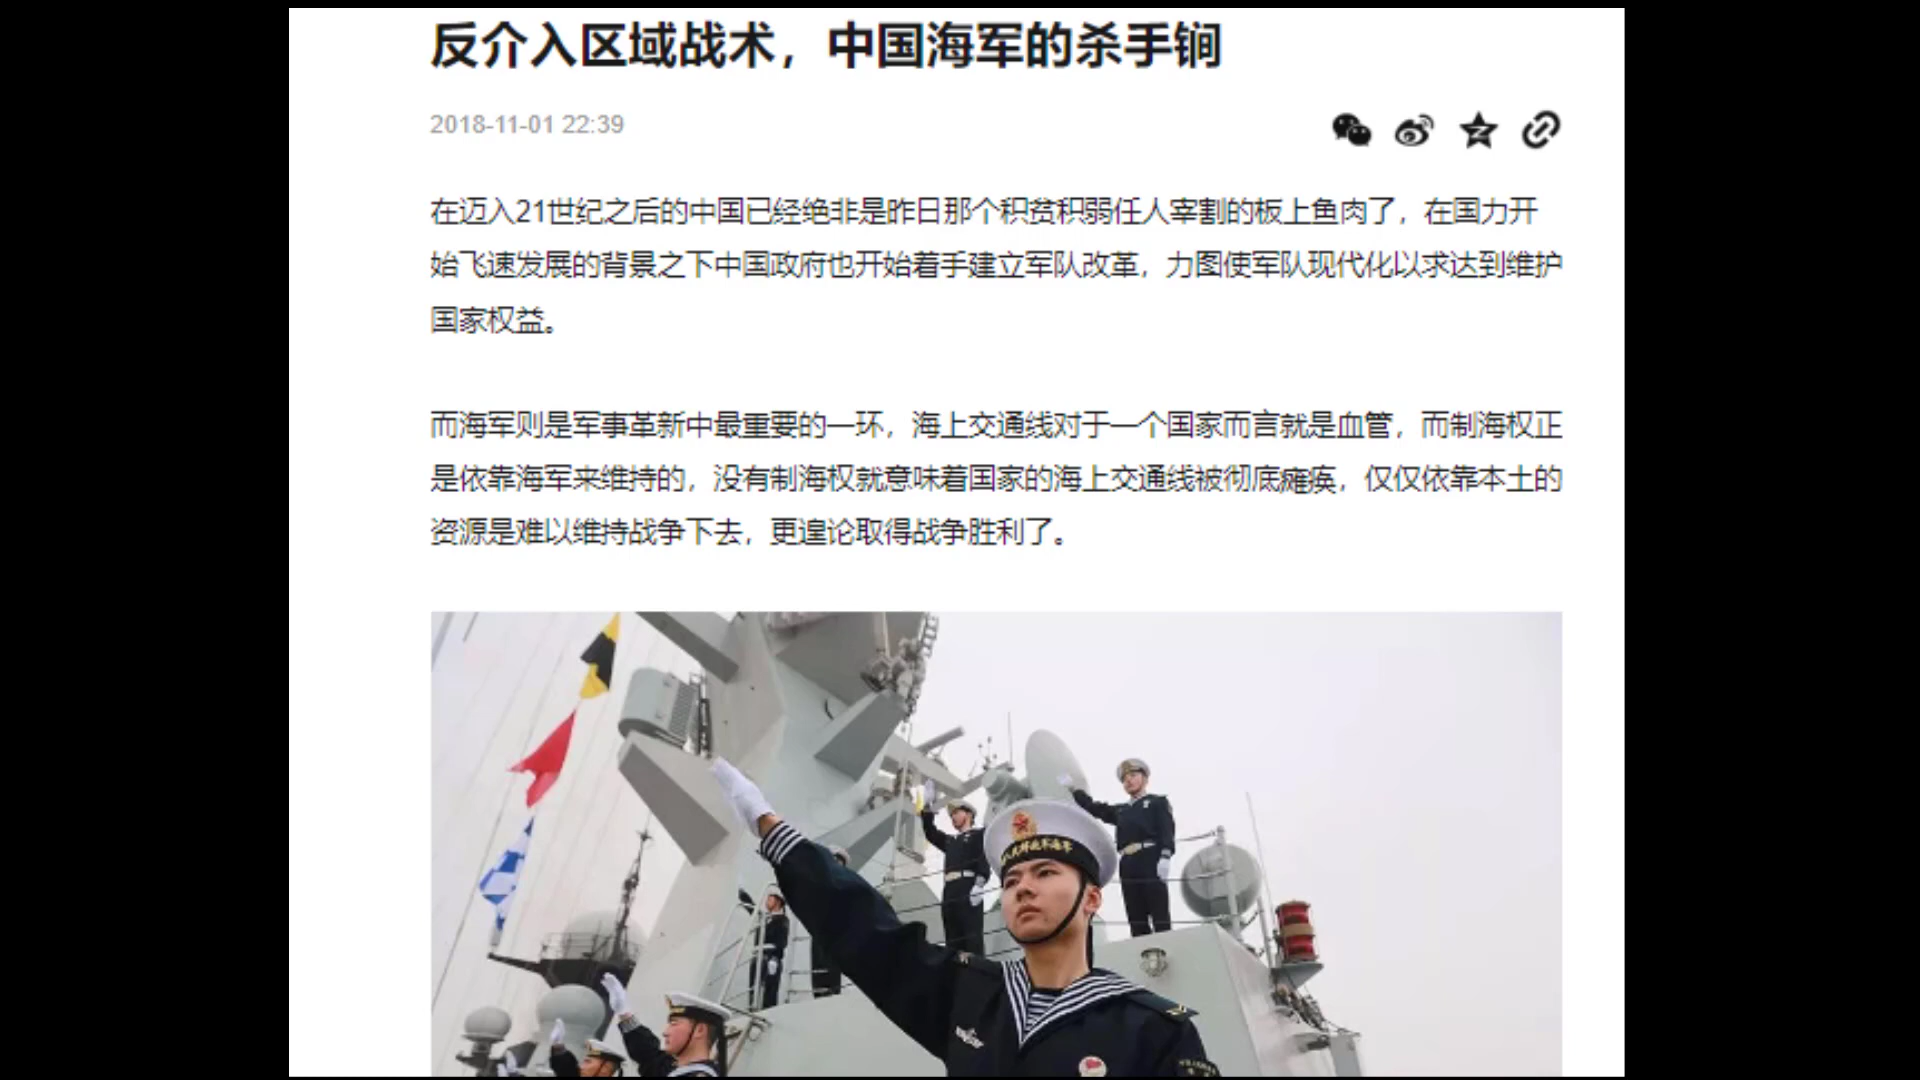 反介入区域战术，中国海军的杀手锏
2018-11-01 22:39
在迈入21世纪之后的中国已经绝非是昨日那个积贫积弱任人宰割的板上鱼肉了，在国力开
始飞速发展的背景之下中国政府也开始着手建立军队改革，力图使军队现代化以求达到维护
国家权益。
而海军则是军事革新中最重要的一环，海上交通线对于一个国家而言就是血管，而制海权正
是依靠海军来维持的，没有制海权就意味着国家的海上交通线被彻底瘫痪，仅仅依靠本土的
资源是难以维持战争下去，更遑论取得战争胜利了。